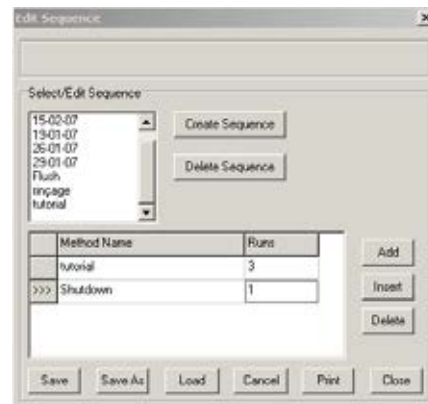 Edit Sequence
Select/Edit Sequence
15-02-07
19-01-07
26-01-07
29-01-07
Flush
rinçage
tutorial
Create Sequence
Delete Sequence
Method Name Runs
tutorial 3
>>> Shutdown 1
Add
Insert
Delete
Save Save As Load Cancel Print Close